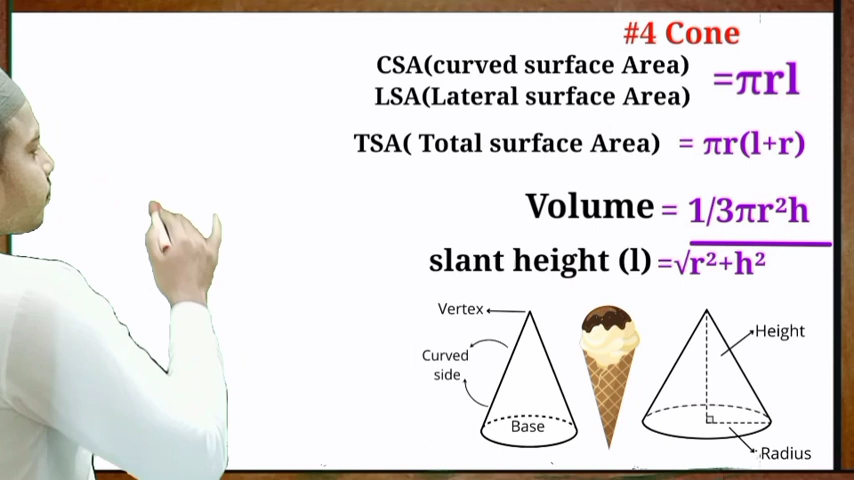 #4 Cone
CSA(curved surface Area)
LSA(Lateral surface Area)
=πrl
TSA( Total surface Area) = πr(l+r)
Volume = 1/3πr²h
slant height (l) =√r²+h²
Vertex
Curved
side
Base
Height
Radius